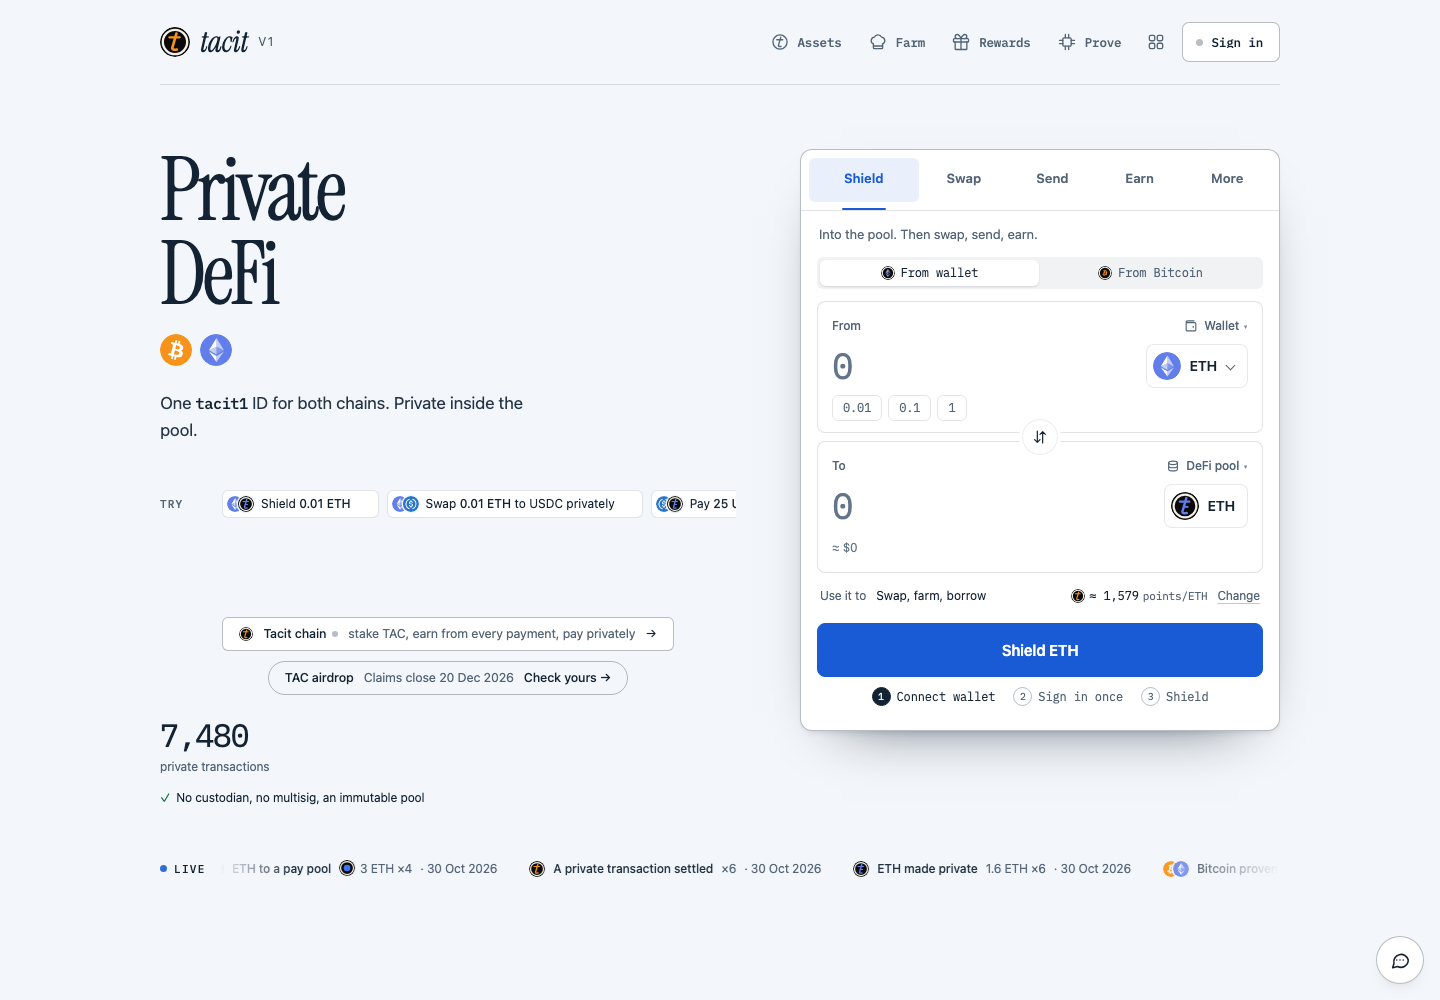 tacit V1
Assets
Farm
Rewards
Prove
Sign in
Private
DeFi
One tacit1 ID for both chains. Private inside the
pool.
TRY
Shield 0.01 ETH
Swap 0.01 ETH to USDC privately
Pay 25
Tacit chain
stake TAC, earn from every payment, pay privately →
TAC airdrop Claims close 20 Dec 2026 Check yours →
7,480
private transactions
✓ No custodian, no multisig, an immutable pool
Shield
Swap
Send
Earn
More
Into the pool. Then swap, send, earn.
From wallet
From Bitcoin
From
Wallet
0
ETH
0.01
0.1
1
To
DeFi pool
0
ETH
≈ $0
Use it to Swap, farm, borrow
≈ 1,579 points/ETH Change
Shield ETH
1 Connect wallet
2 Sign in once
3 Shield
LIVE
ETH to a pay pool 3 ETH ×4 · 30 Oct 2026
A private transaction settled ×6 · 30 Oct 2026
ETH made private 1.6 ETH ×6 · 30 Oct 2026
Bitcoin proven